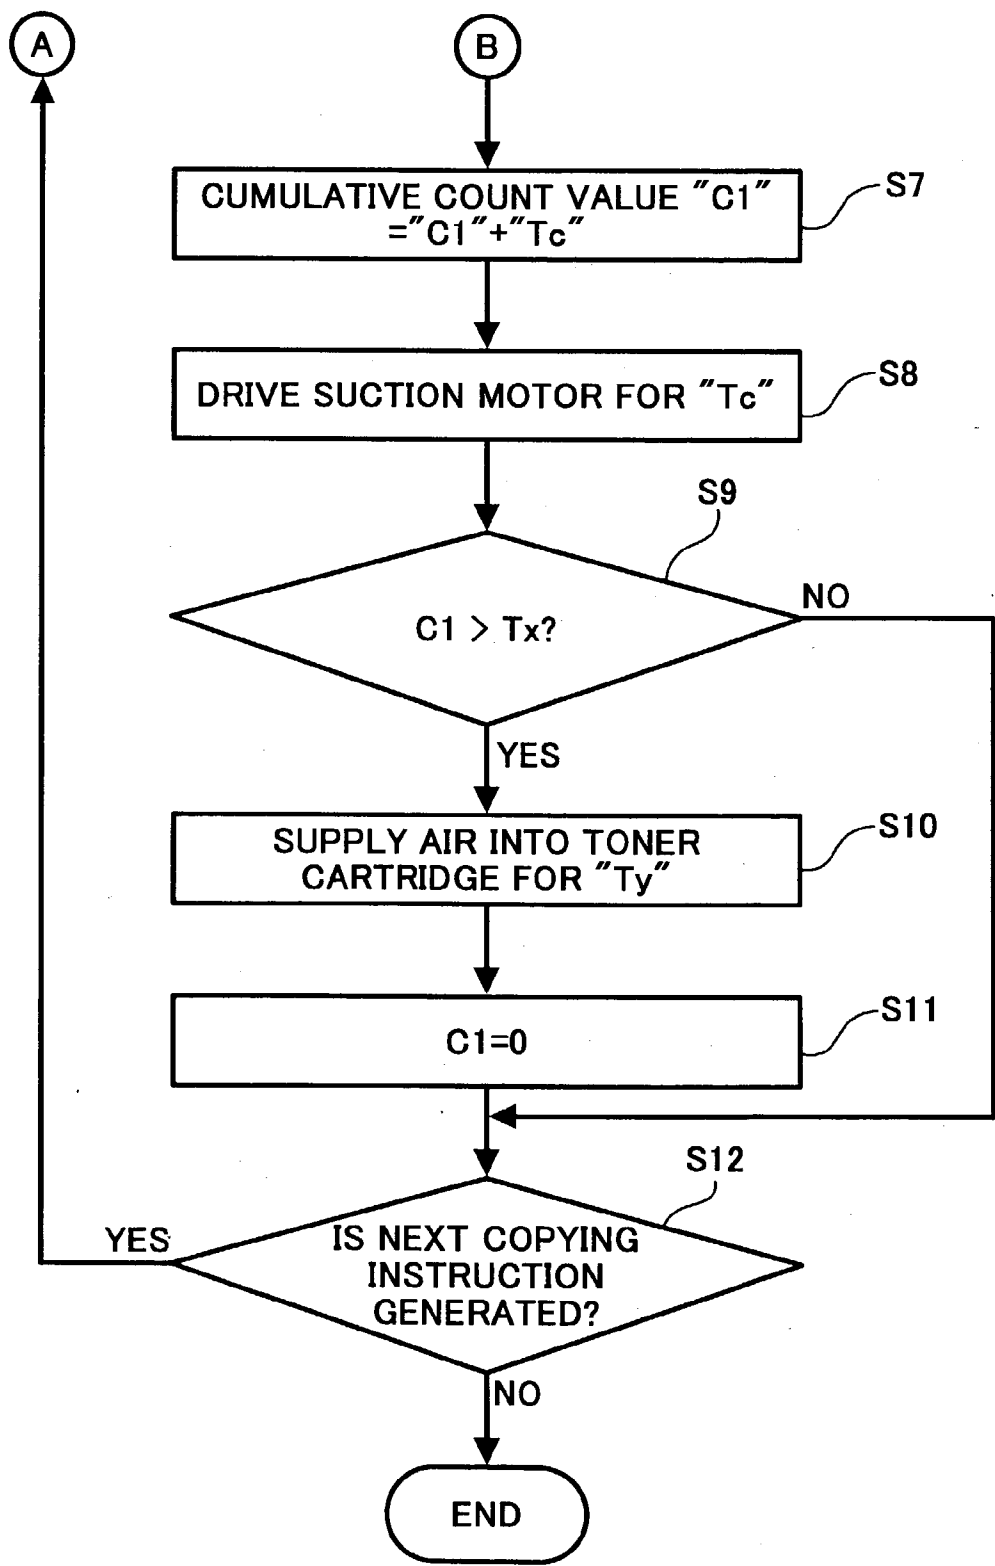 A
B
CUMULATIVE COUNT VALUE "C1"
="C1"+"Tc"
S7
DRIVE SUCTION MOTOR FOR "Tc"
S8
S9
C1 > Tx?
NO
YES
SUPPLY AIR INTO TONER
CARTRIDGE FOR "Ty"
S10
C1=0
S11
S12
YES
IS NEXT COPYING
INSTRUCTION
GENERATED?
NO
END